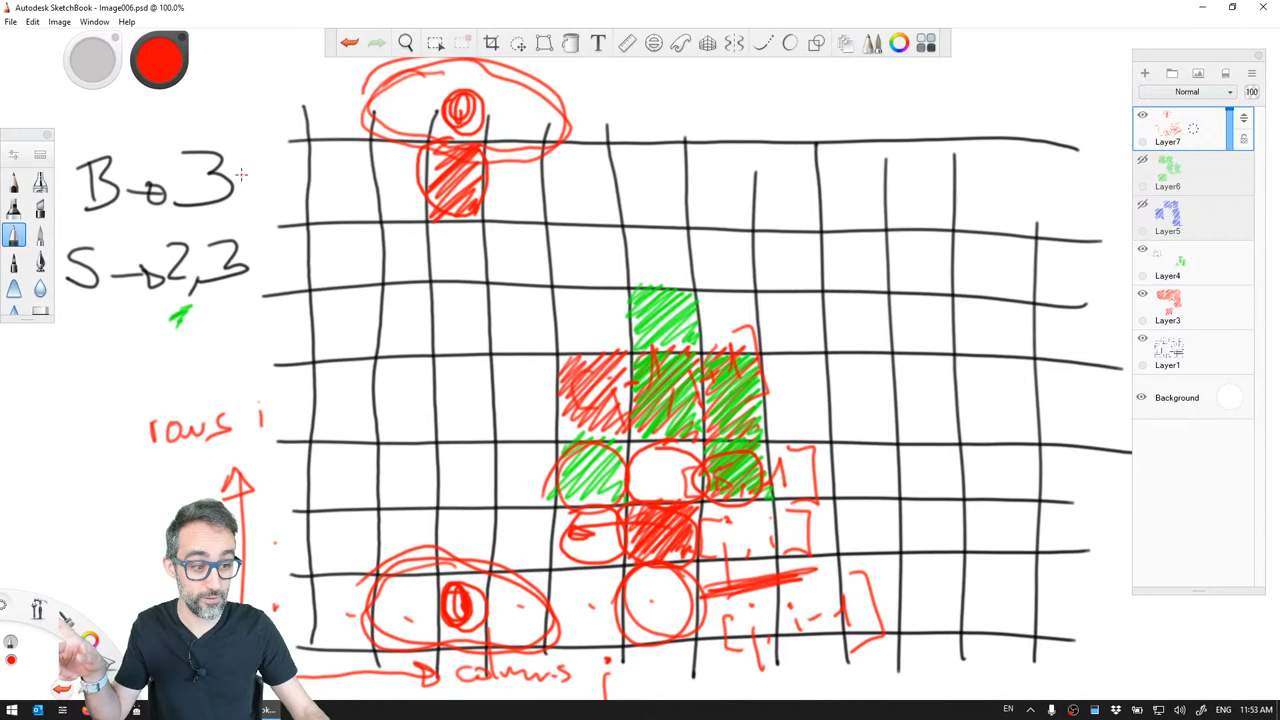 Autodesk SketchBook - Image006.psd @ 100.0%
File Edit Image Window Help
Normal 100
Layer7
Layer6
Layer5
Layer4
Layer3
Layer1
Background
B → 3
S → 2,3
rows i
[j, i-1]
columns j
EN 11:53 AM